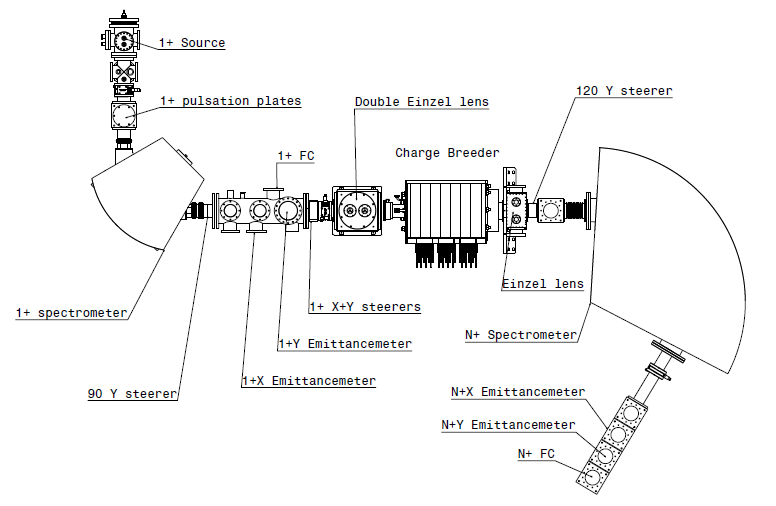 1+ Source
120 Y steerer
1+ pulsation plates
Double Einzel lens
1+ FC
Charge Breeder
Einzel lens
1+ spectrometer
1+ X+Y steerers
N+ Spectrometer
1+Y Emittancemeter
1+X Emittancemeter
90 Y steerer
N+X Emittancemeter
N+Y Emittancemeter
N+ FC